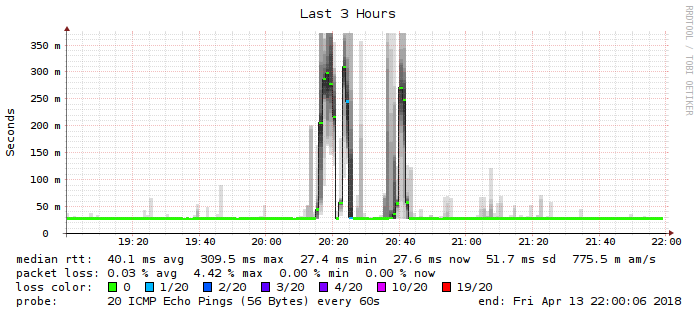 Last 3 Hours
RRDTOOL / TOBI OETIKER
Seconds
350 m
300 m
250 m
200 m
150 m
100 m
50 m
0
19:20 19:40 20:00 20:20 20:40 21:00 21:20 21:40 22:00
median rtt: 40.1 ms avg 309.5 ms max 27.4 ms min 27.6 ms now 51.7 ms sd 775.5 m am/s
packet loss: 0.03 % avg 4.42 % max 0.00 % min 0.00 % now
loss color: 0 1/20 2/20 3/20 4/20 10/20 19/20
probe: 20 ICMP Echo Pings (56 Bytes) every 60s end: Fri Apr 13 22:00:06 2018